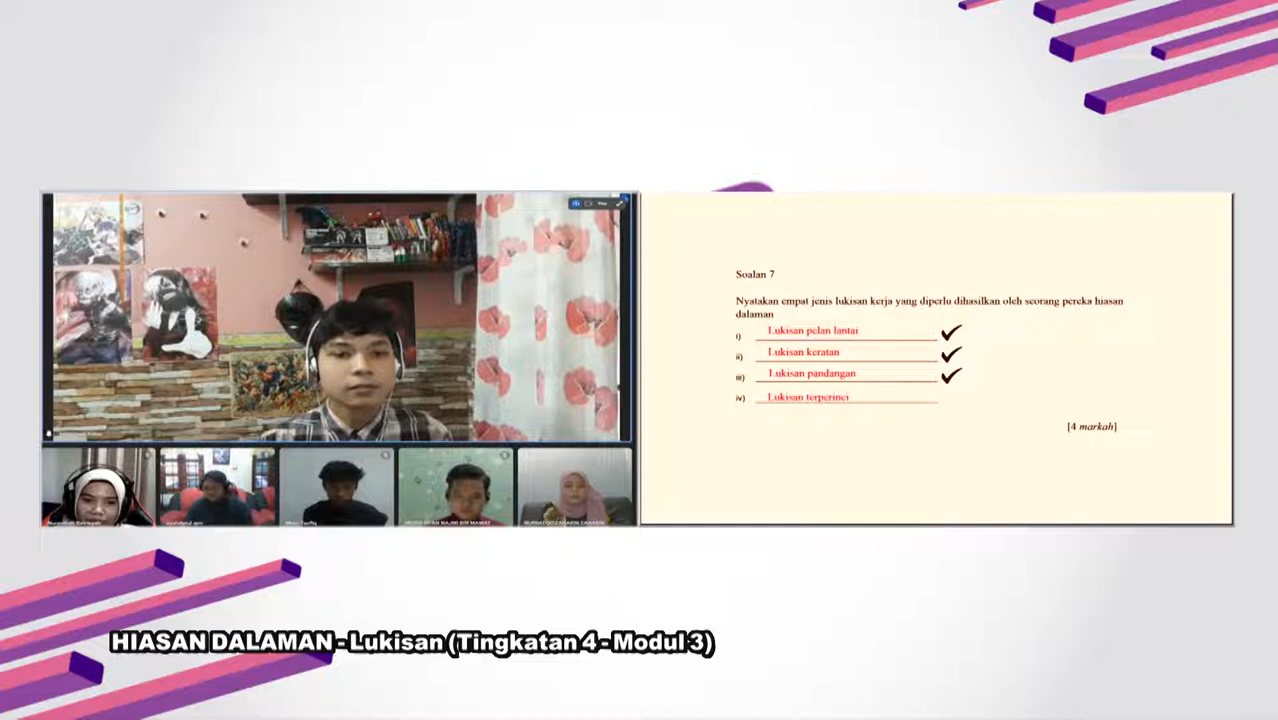 View
Soalan 7
Nyatakan empat jenis lukisan kerja yang diperlu dihasilkan oleh seorang pereka hiasan
dalaman
i) Lukisan pelan lantai
ii) Lukisan keratan
iii) Lukisan pandangan
iv) Lukisan terperinci
[4 markah]
HIASAN DALAMAN - Lukisan (Tingkatan 4 - Modul 3)